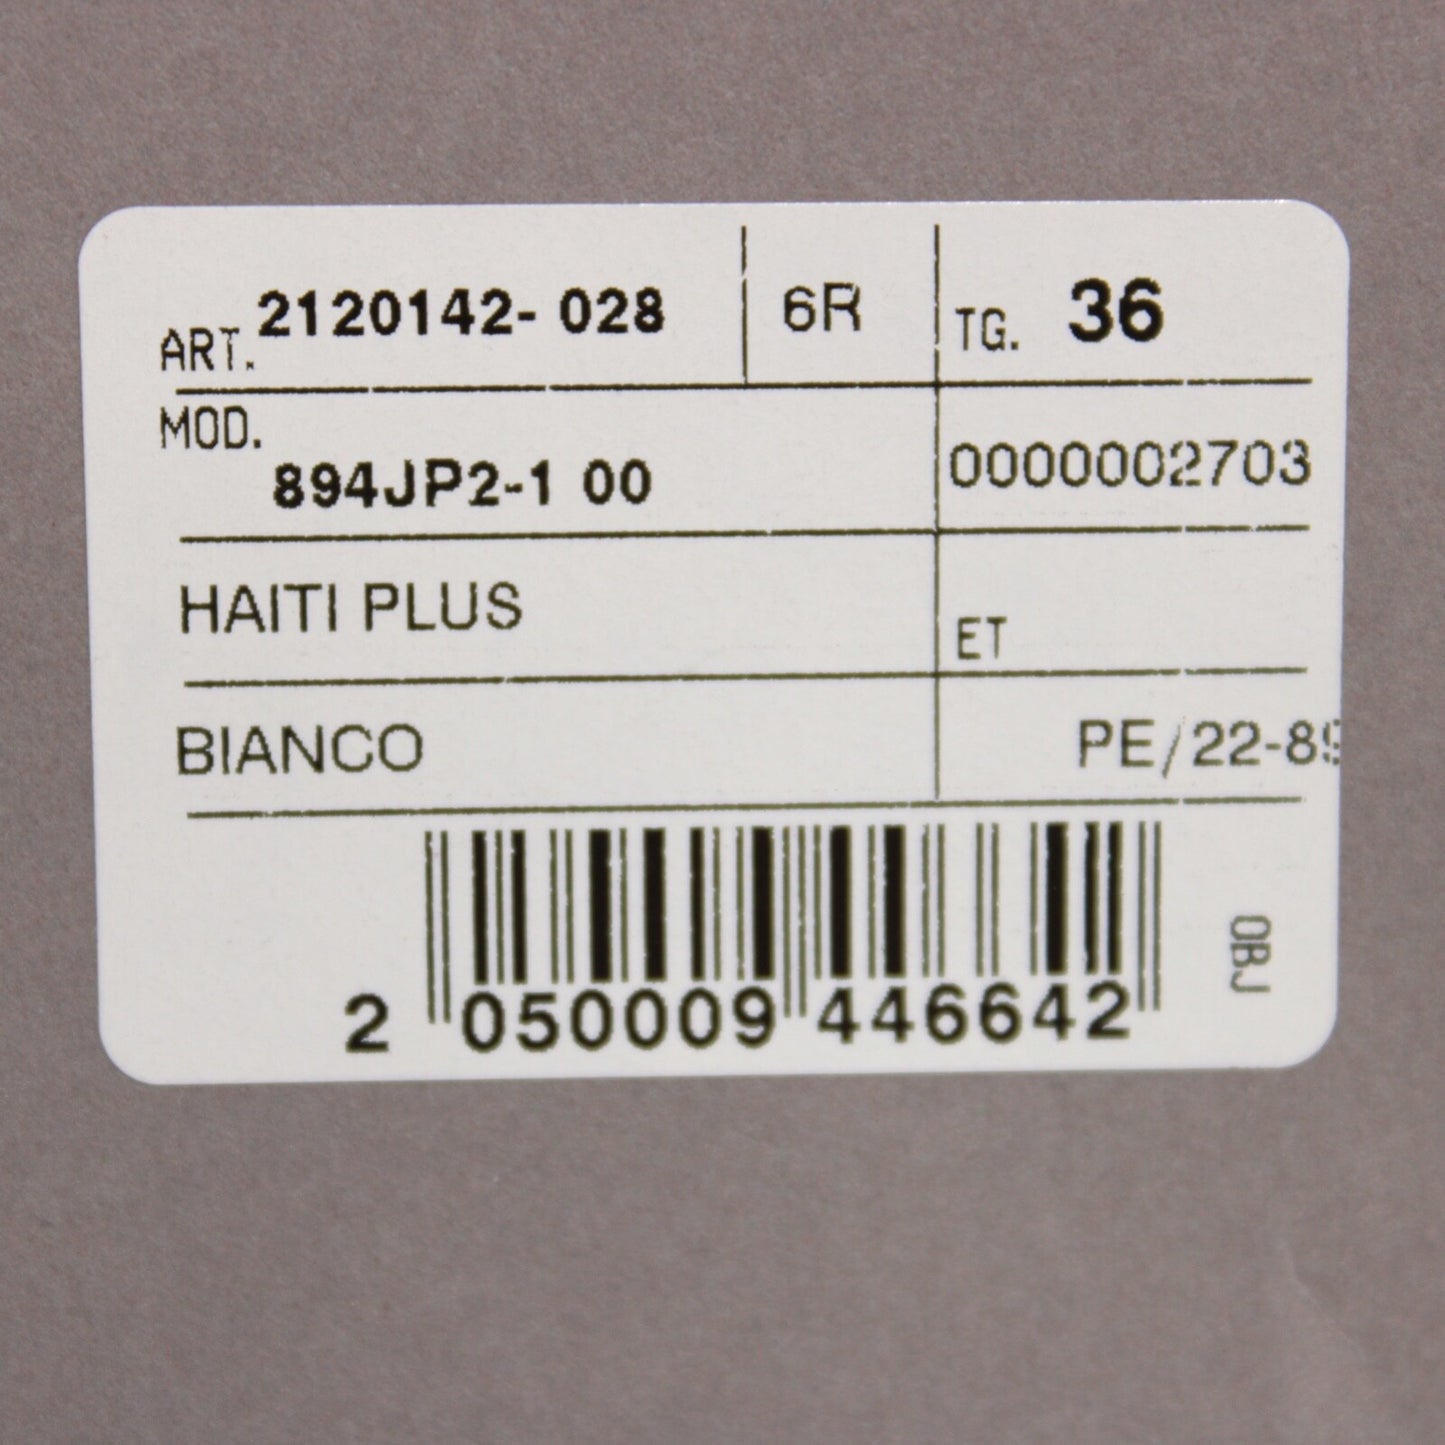 ART. 2120142- 028 6R TG. 36
MOD. 894JP2-1 00 0000002703
HAITI PLUS ET
BIANCO PE/22-89
2 050009 446642
OBJ